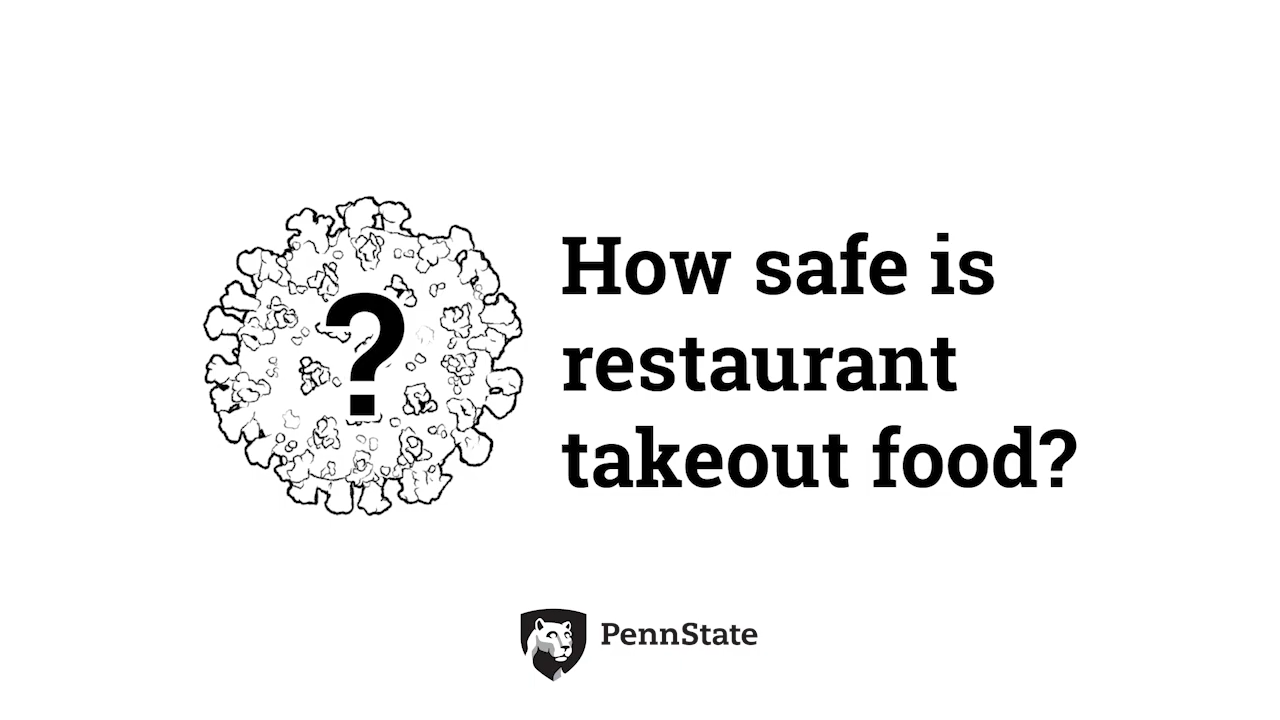 ?
How safe is
restaurant
takeout food?
PennState